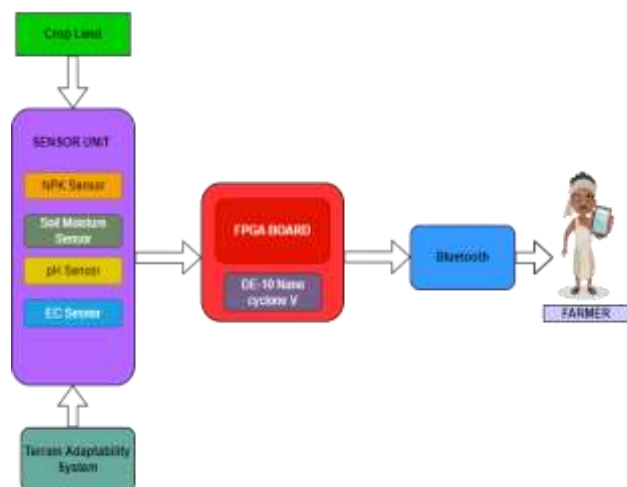 Crop Land
SENSOR UNIT
NPK Sensor
Soil Moisture
Sensor
pH Sensor
EC Sensor
FPGA BOARD
DE-10 Nano
cyclone V
Bluetooth
FARMER
Terrain Adaptability
System